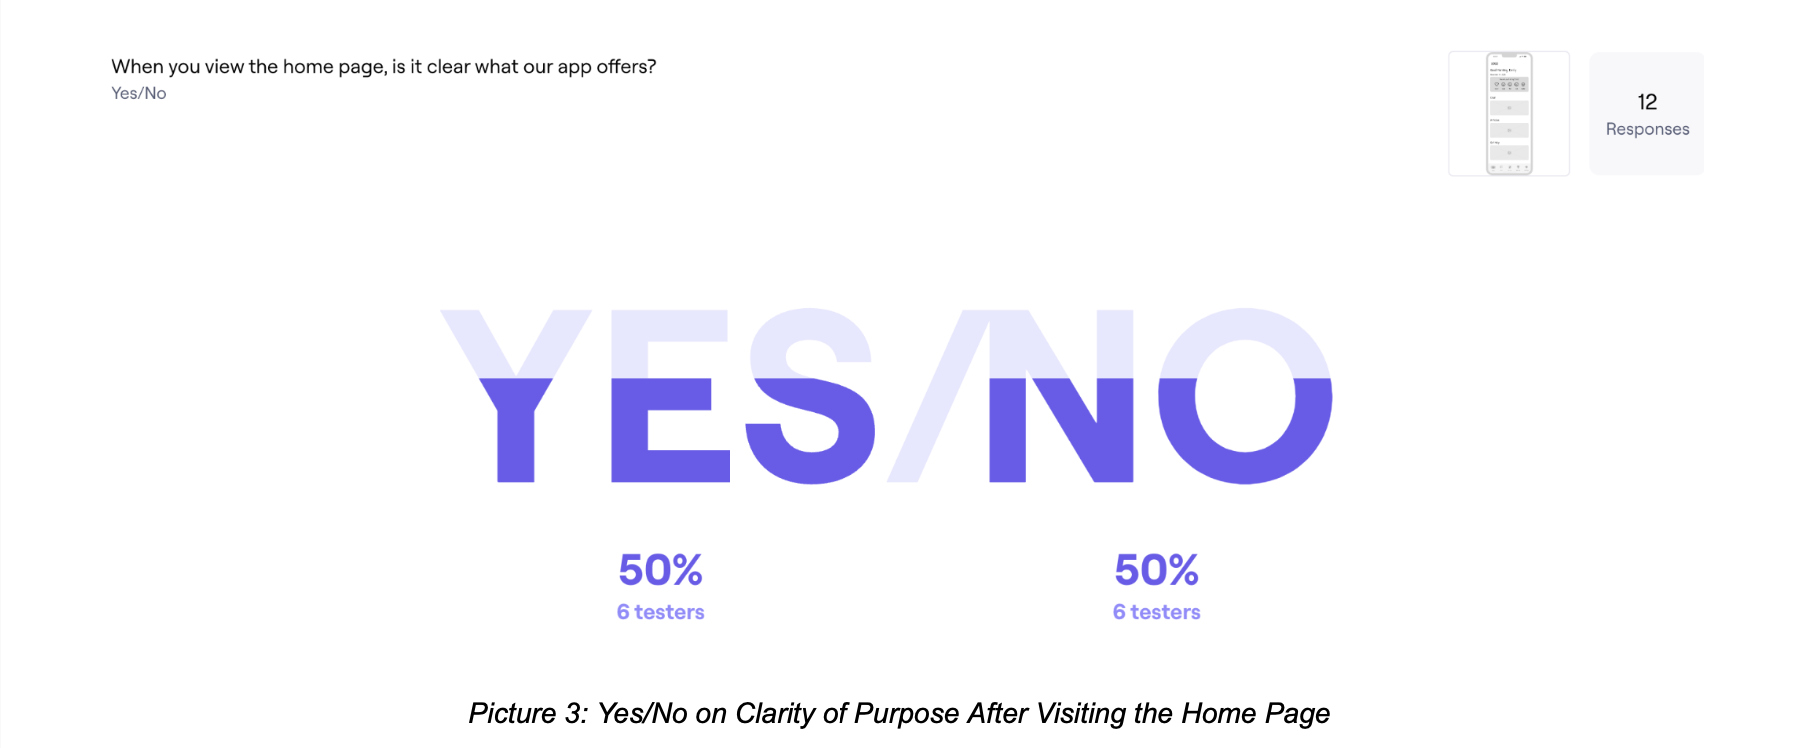 When you view the home page, is it clear what our app offers?
Yes/No
12
Responses
YES/NO
50%
6 testers
50%
6 testers
Picture 3: Yes/No on Clarity of Purpose After Visiting the Home Page